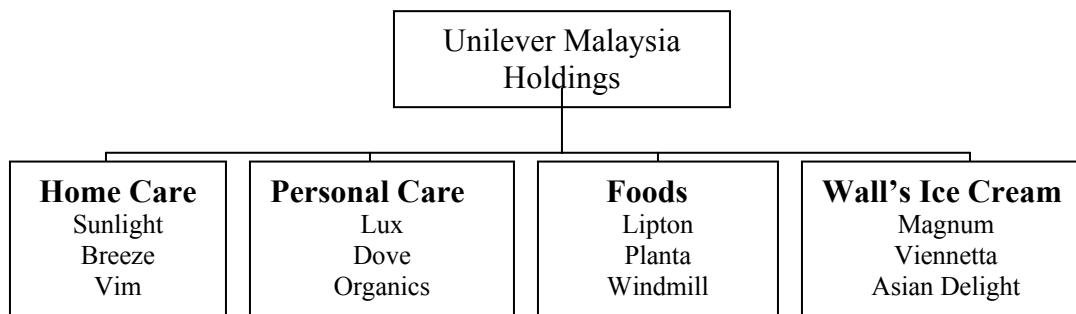 Unilever Malaysia
Holdings
Home Care
Sunlight
Breeze
Vim
Personal Care
Lux
Dove
Organics
Foods
Lipton
Planta
Windmill
Wall's Ice Cream
Magnum
Viennetta
Asian Delight